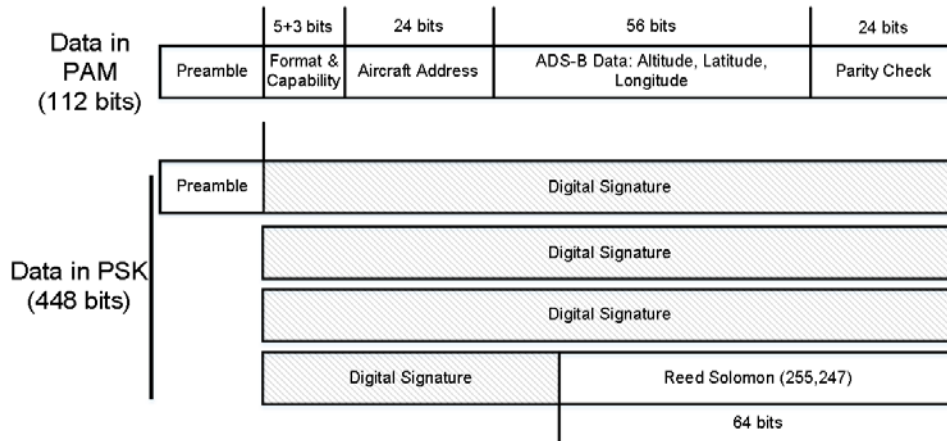 5+3 bits 24 bits 56 bits 24 bits
Data in
PAM
(112 bits)
Preamble
Format &
Capability
Aircraft Address
ADS-B Data: Altitude, Latitude,
Longitude
Parity Check
Data in PSK
(448 bits)
Preamble
Digital Signature
Digital Signature
Digital Signature
Digital Signature
Reed Solomon (255,247)
64 bits